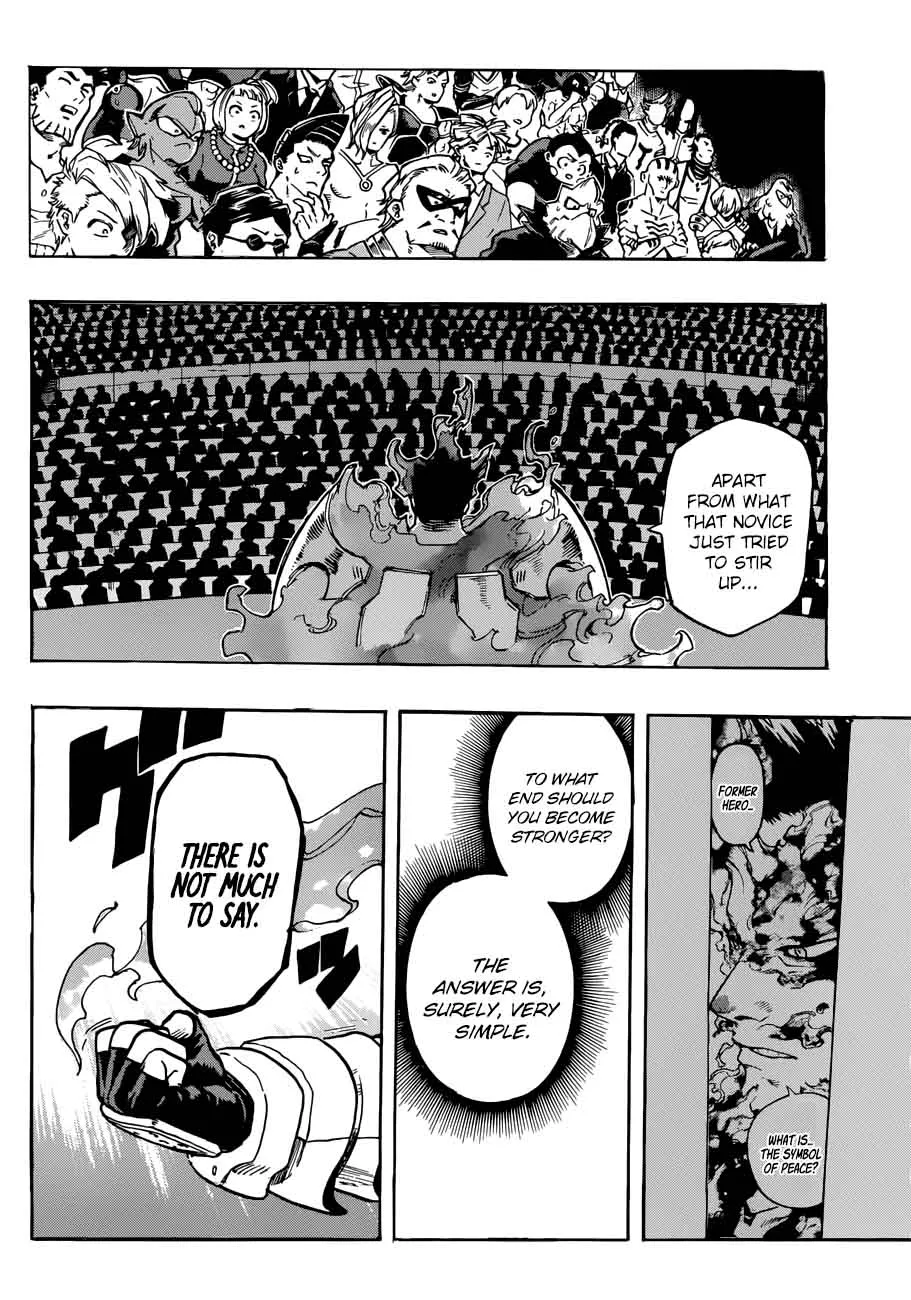 APART
FROM WHAT
THAT NOVICE
JUST TRIED
TO STIR
UP...
FORMER
HERO...
WHAT IS...
THE SYMBOL
OF PEACE?
TO WHAT
END SHOULD
YOU BECOME
STRONGER?
THE
ANSWER IS,
SURELY, VERY
SIMPLE.
THERE IS
NOT MUCH
TO SAY.